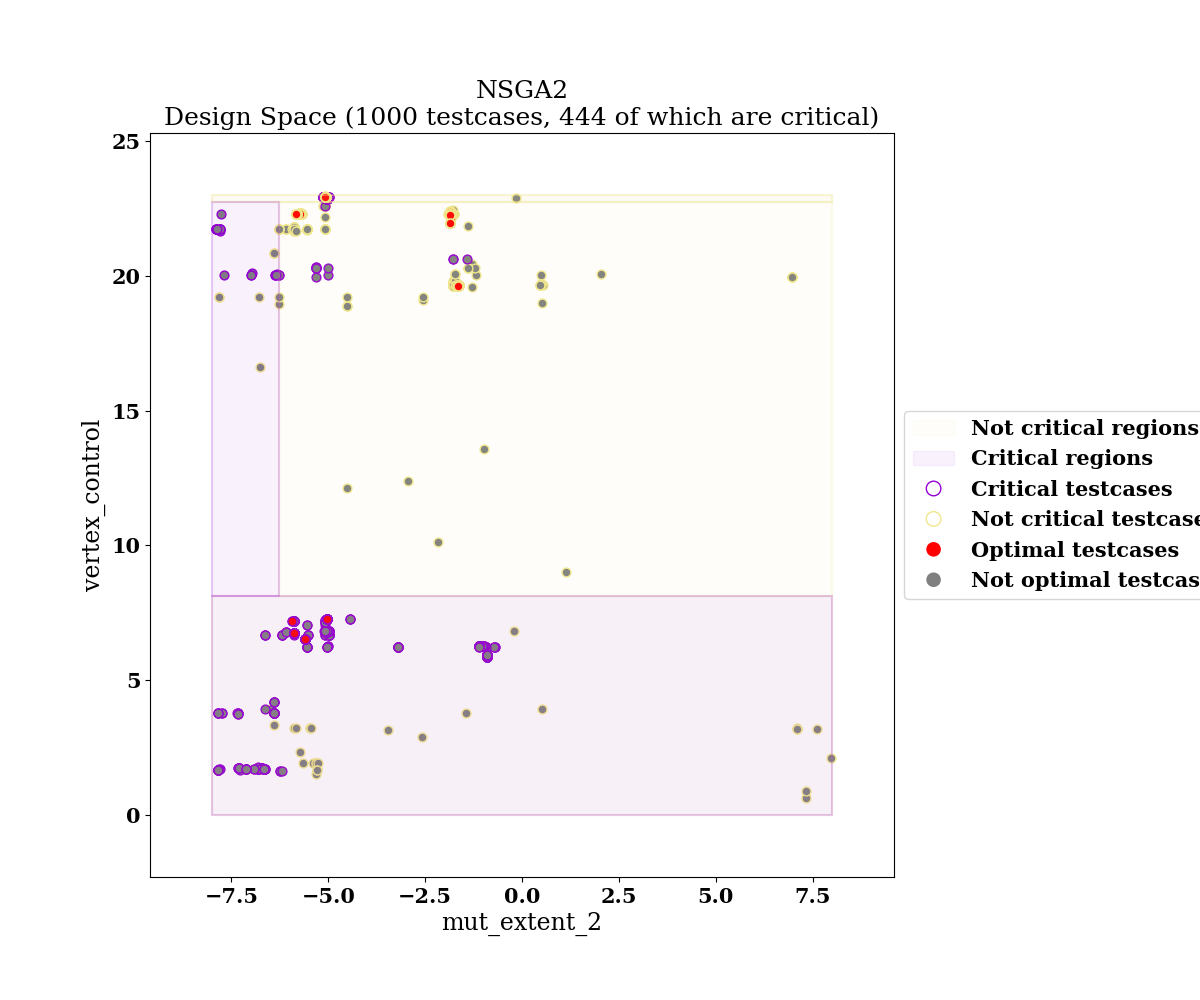 NSGA2
Design Space (1000 testcases, 444 of which are critical)
25
20
15
10
5
0
vertex_control
−7.5 −5.0 −2.5 0.0 2.5 5.0 7.5
mut_extent_2
Not critical regions
Critical regions
Critical testcases
Not critical testcase
Optimal testcases
Not optimal testcas